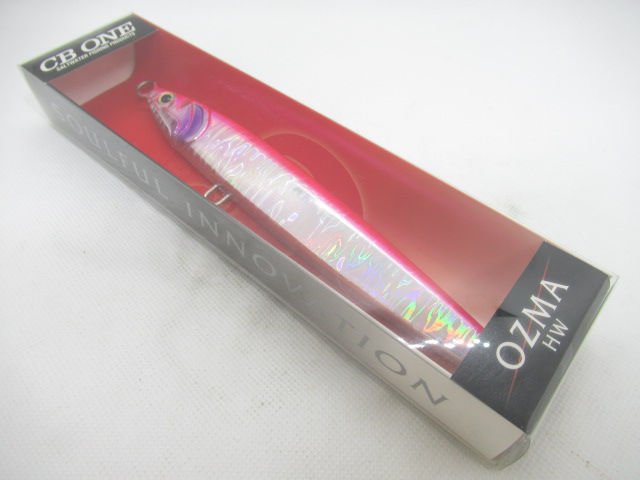 CB ONE
SALTWATER FISHING PRODUCTS
SOULFUL INNOVATION
OZMA
HW